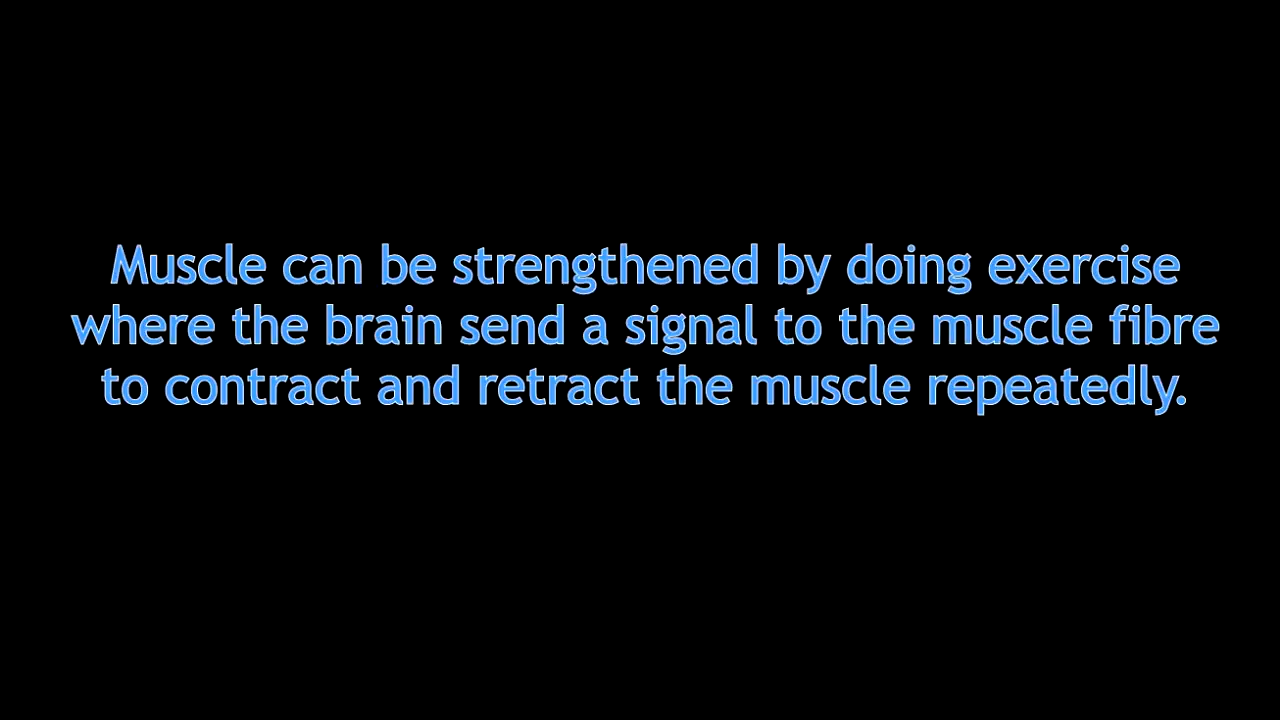 Muscle can be strengthened by doing exercise
where the brain send a signal to the muscle fibre
to contract and retract the muscle repeatedly.